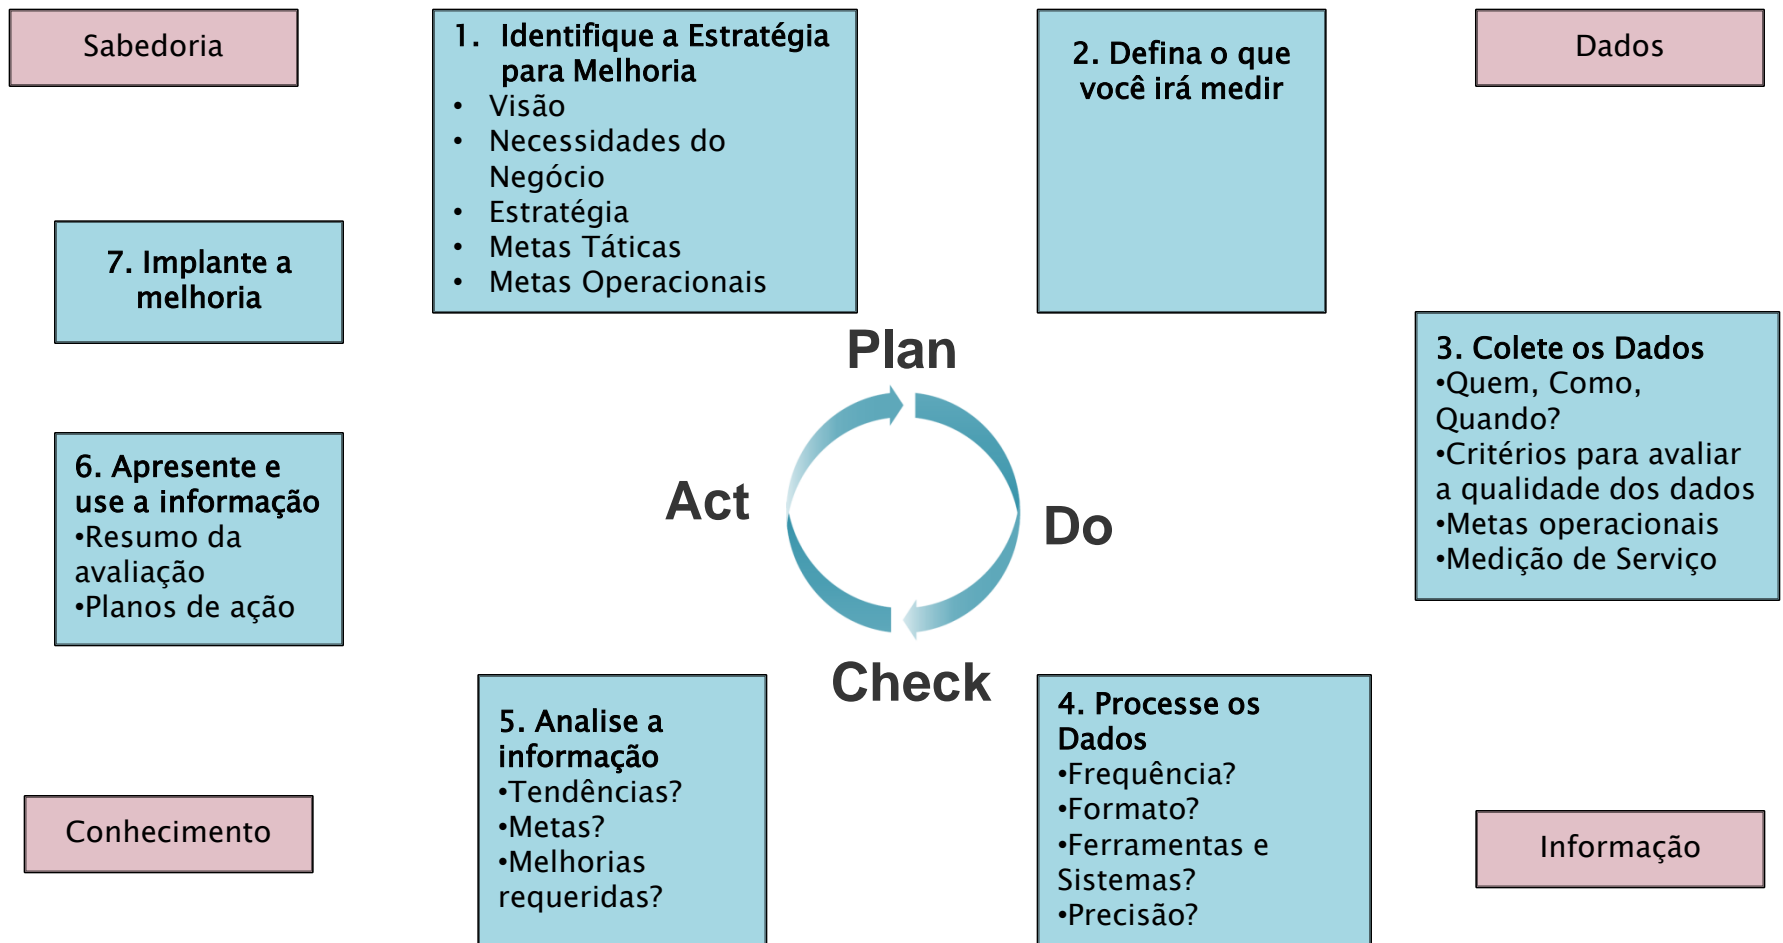 Sabedoria
1. Identifique a Estratégia
para Melhoria
• Visão
• Necessidades do
Negócio
• Estratégia
• Metas Táticas
• Metas Operacionais
2. Defina o que
você irá medir
Dados
7. Implante a
melhoria
3. Colete os Dados
•Quem, Como,
Quando?
•Critérios para avaliar
a qualidade dos dados
•Metas operacionais
•Medição de Serviço
Plan
Act
Do
Check
6. Apresente e
use a informação
•Resumo da
avaliação
•Planos de ação
5. Analise a
informação
•Tendências?
•Metas?
•Melhorias
requeridas?
4. Processe os
Dados
•Frequência?
•Formato?
•Ferramentas e
Sistemas?
•Precisão?
Conhecimento
Informação